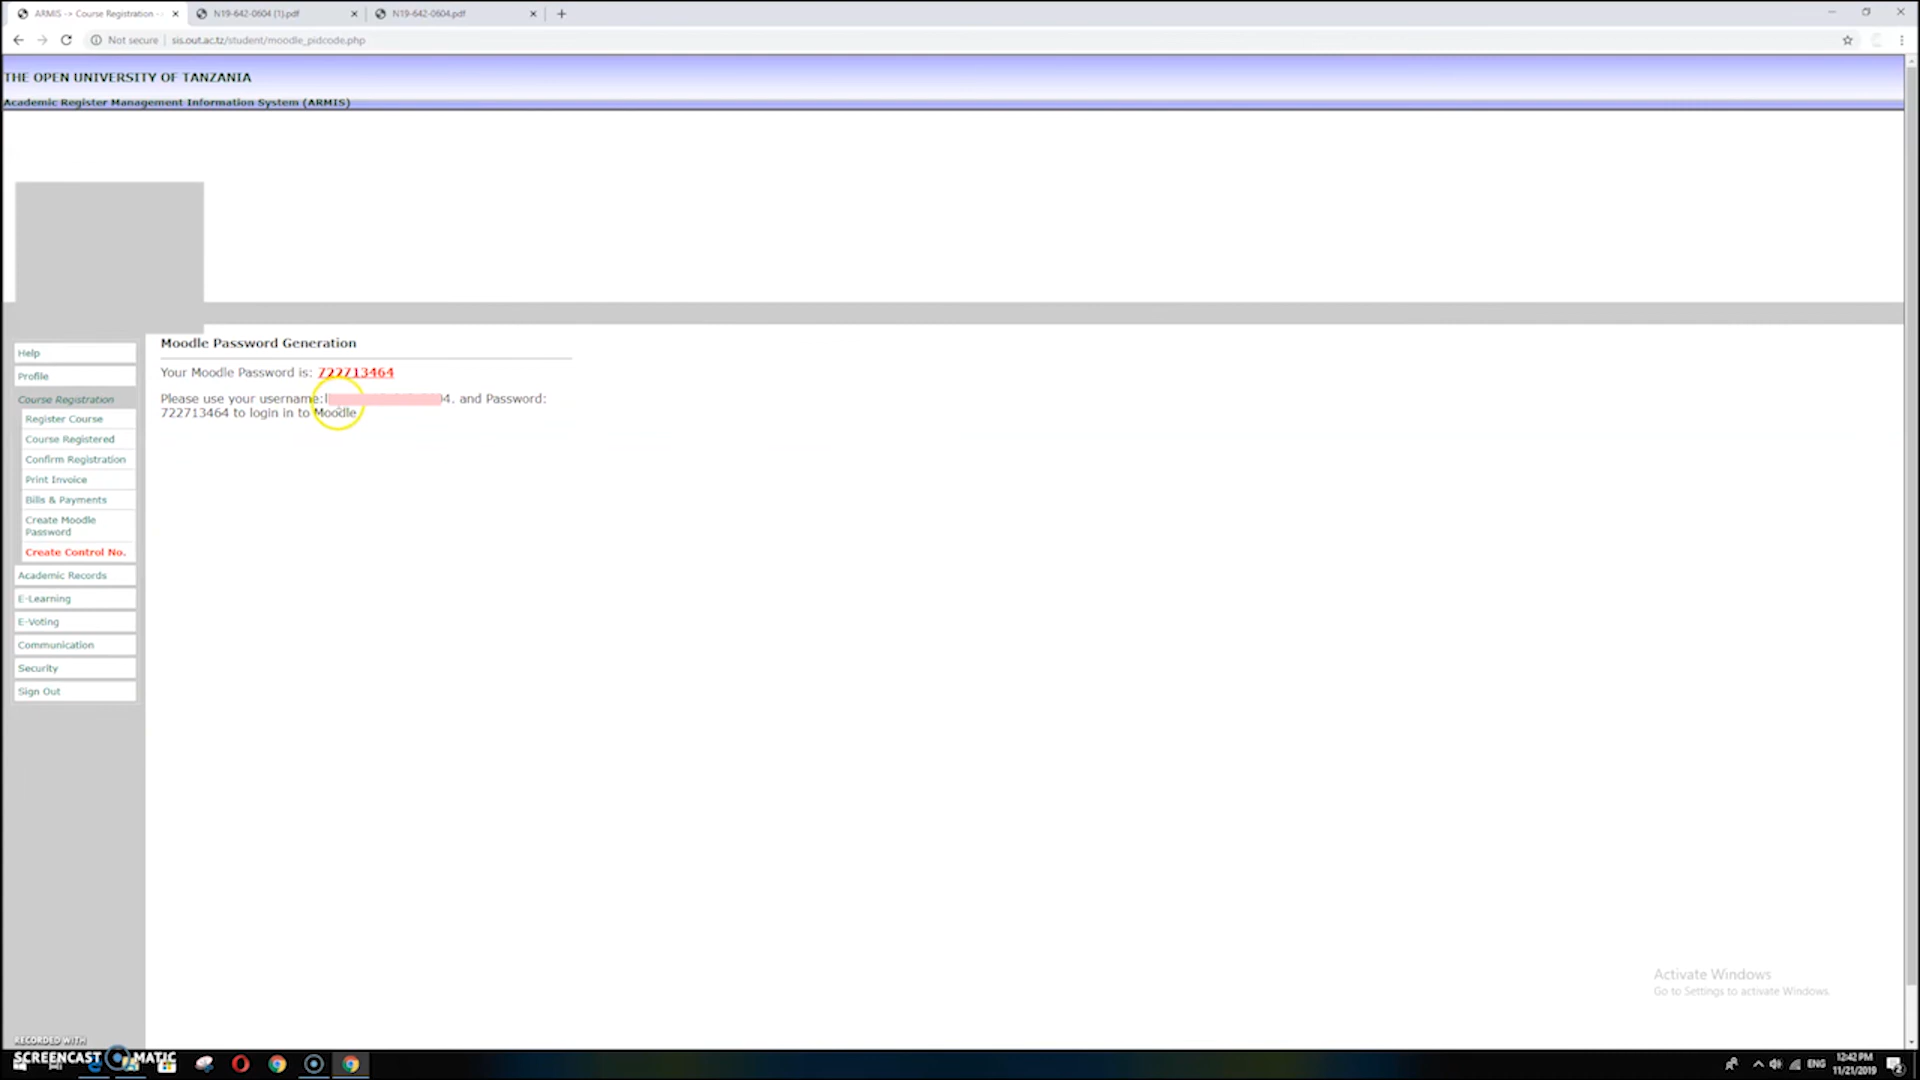 ARMIS -> Course Registration -
N19-642-0604 (1).pdf
N19-642-0604.pdf
Not secure | sis.out.ac.tz/student/moodle_pidcode.php
THE OPEN UNIVERSITY OF TANZANIA
Academic Register Management Information System (ARMIS)
Moodle Password Generation
Your Moodle Password is: 722713464
Please use your username: 4. and Password:
722713464 to login in to Moodle
Help
Profile
Course Registration
Register Course
Course Registered
Confirm Registration
Print Invoice
Bills & Payments
Create Moodle
Password
Create Control No.
Academic Records
E-Learning
E-Voting
Communication
Security
Sign Out
Activate Windows
Go to Settings to activate Windows.
RECORDED WITH
SCREENCAST MATIC
ENG
12:42 PM
11/21/2019